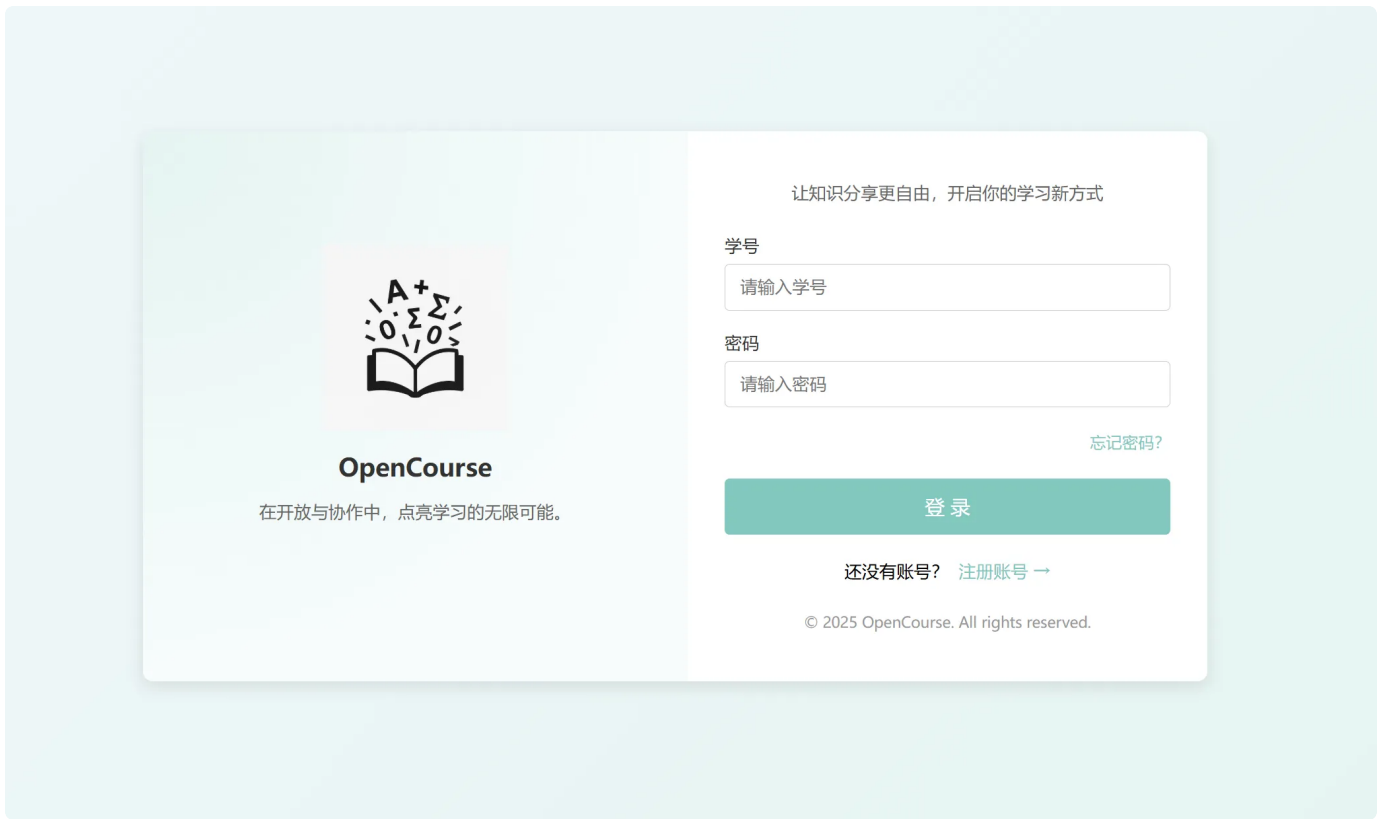 OpenCourse
在开放与协作中，点亮学习的无限可能。
让知识分享更自由，开启你的学习新方式
学号
请输入学号
密码
请输入密码
忘记密码?
登 录
还没有账号? 注册账号 →
© 2025 OpenCourse. All rights reserved.